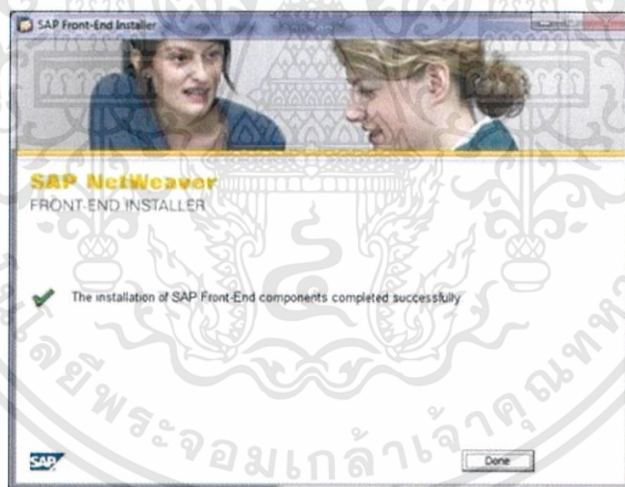 SAP Front-End Installer
SAP NetWeaver
FRONT-END INSTALLER
The installation of SAP Front-End components completed successfully
SAP
Done